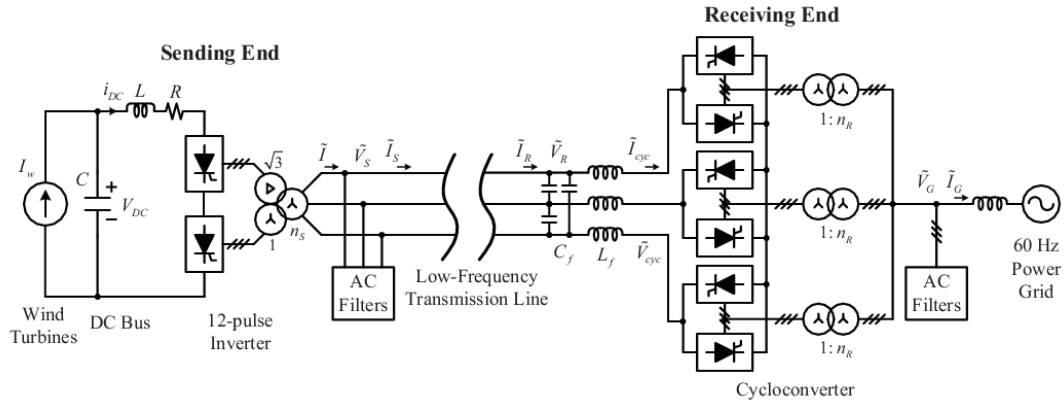 Sending End
Receiving End
i_DC
L
R
I_w
C
+
V_DC
−
√3
1
n_S
Ĩ
Ṽ_S
Ĩ_S
AC
Filters
Low-Frequency
Transmission Line
Ĩ_R
Ṽ_R
Ĩ_cyc
C_f
L_f
Ṽ_cyc
1: n_R
1: n_R
1: n_R
Ṽ_G
Ĩ_G
AC
Filters
60 Hz
Power
Grid
Wind
Turbines
DC Bus
12-pulse
Inverter
Cycloconverter